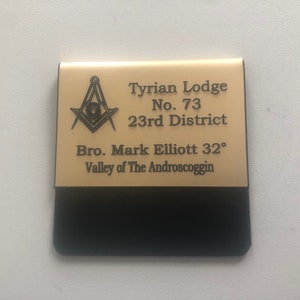 Tyrian Lodge
No. 73
23rd District
Bro. Mark Elliott 32°
Valley of The Androscoggin